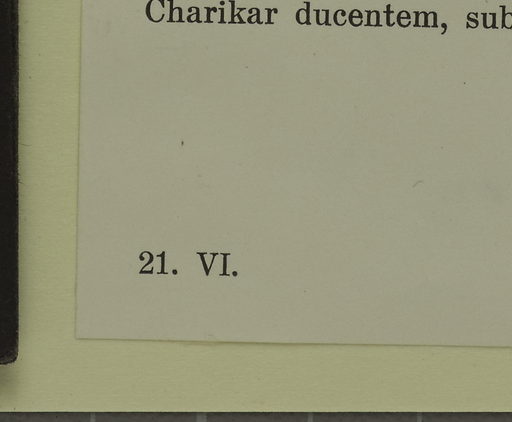 Charikar ducentem, sub
21. VI.